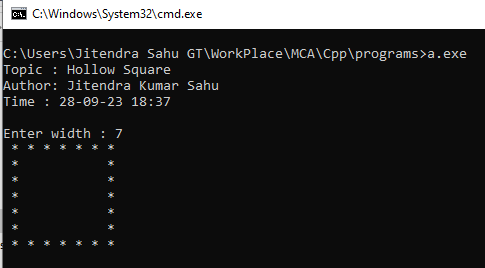 C:\Windows\System32\cmd.exe
C:\Users\Jitendra Sahu GT\WorkPlace\MCA\Cpp\programs>a.exe
Topic : Hollow Square
Author: Jitendra Kumar Sahu
Time : 28-09-23 18:37
Enter width : 7
 * * * * * * *
 *           *
 *           *
 *           *
 *           *
 *           *
 * * * * * * *